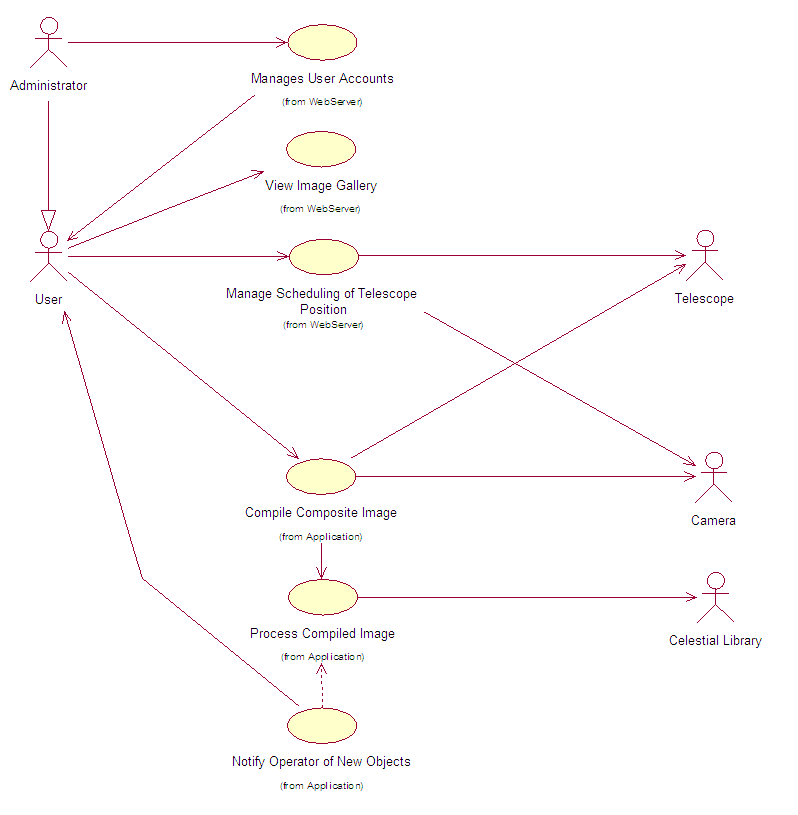 Administrator
Manages User Accounts
(from WebServer)
View Image Gallery
(from WebServer)
User
Manage Scheduling of Telescope
Position
(from WebServer)
Telescope
Compile Composite Image
(from Application)
Camera
Process Compiled Image
(from Application)
Celestial Library
Notify Operator of New Objects
(from Application)